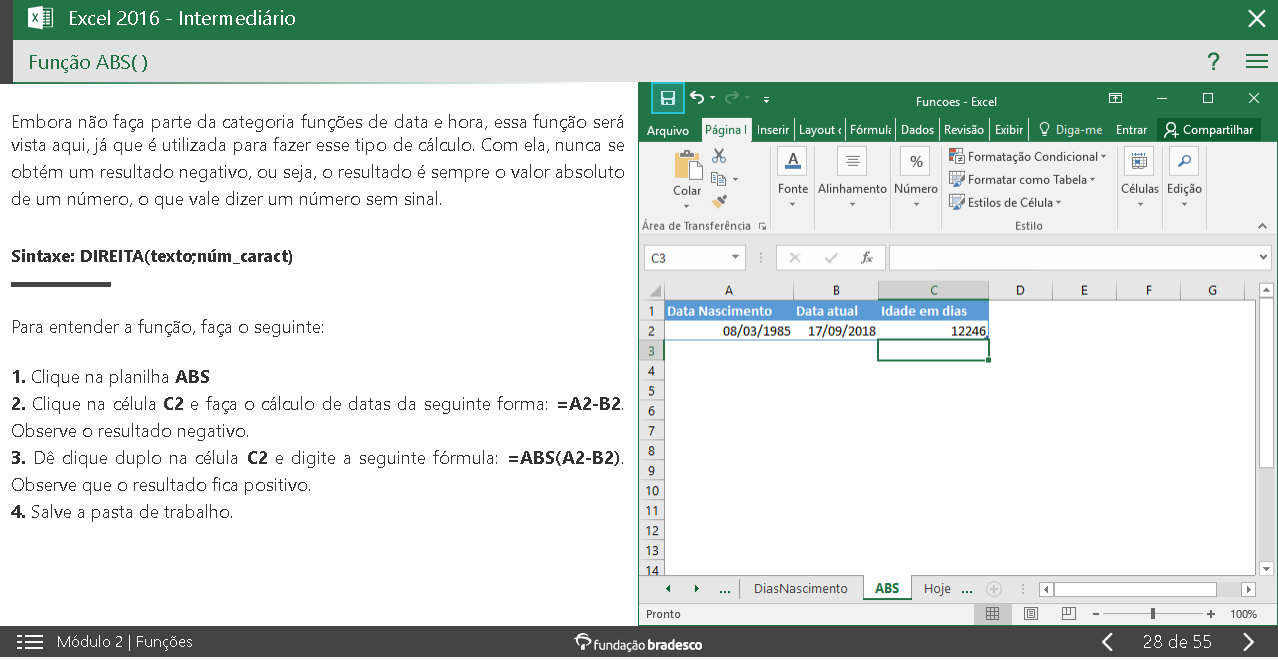 Excel 2016 - Intermediário
Função ABS( )
?
Embora não faça parte da categoria funções de data e hora, essa função será
vista aqui, já que é utilizada para fazer esse tipo de cálculo. Com ela, nunca se
obtém um resultado negativo, ou seja, o resultado é sempre o valor absoluto
de um número, o que vale dizer, um número sem sinal.
Sintaxe: DIREITA(texto;núm_caract)
Para entender a função, faça o seguinte:
1. Clique na planilha ABS
2. Clique na célula C2 e faça o cálculo de datas da seguinte forma: =A2-B2.
Observe o resultado negativo.
3. Dê clique duplo na célula C2 e digite a seguinte fórmula: =ABS(A2-B2).
Observe que o resultado fica positivo.
4. Salve a pasta de trabalho.
Funcoes - Excel
Arquivo Página I Inserir Layout c Fórmula Dados Revisão Exibir Diga-me Entrar Compartilhar
Colar Fonte Alinhamento % Número Formatação Condicional Células Edição
Formatar como Tabela
Estilos de Célula
Área de Transferência Estilo
C3 fx
A B C D E F G
1 Data Nascimento Data atual Idade em dias
2 08/03/1985 17/09/2018 12246
3
4
5
6
7
8
9
10
11
12
13
14
... DiasNascimento ABS Hoje ...
Pronto 100%
Módulo 2 | Funções fundação bradesco 28 de 55